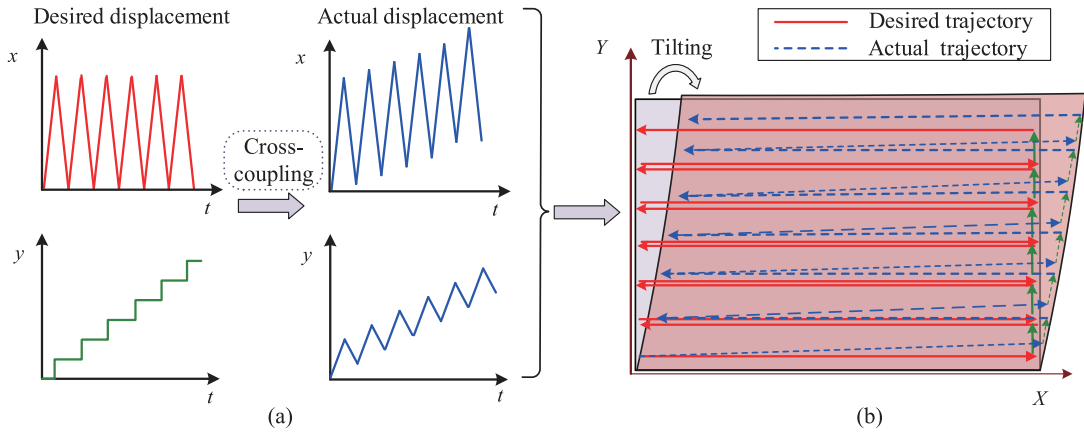 (a)
Desired displacement
x
t
y
t
Cross-
coupling
Actual displacement
x
t
y
t
(b)
Y
Tilting
Desired trajectory
Actual trajectory
X